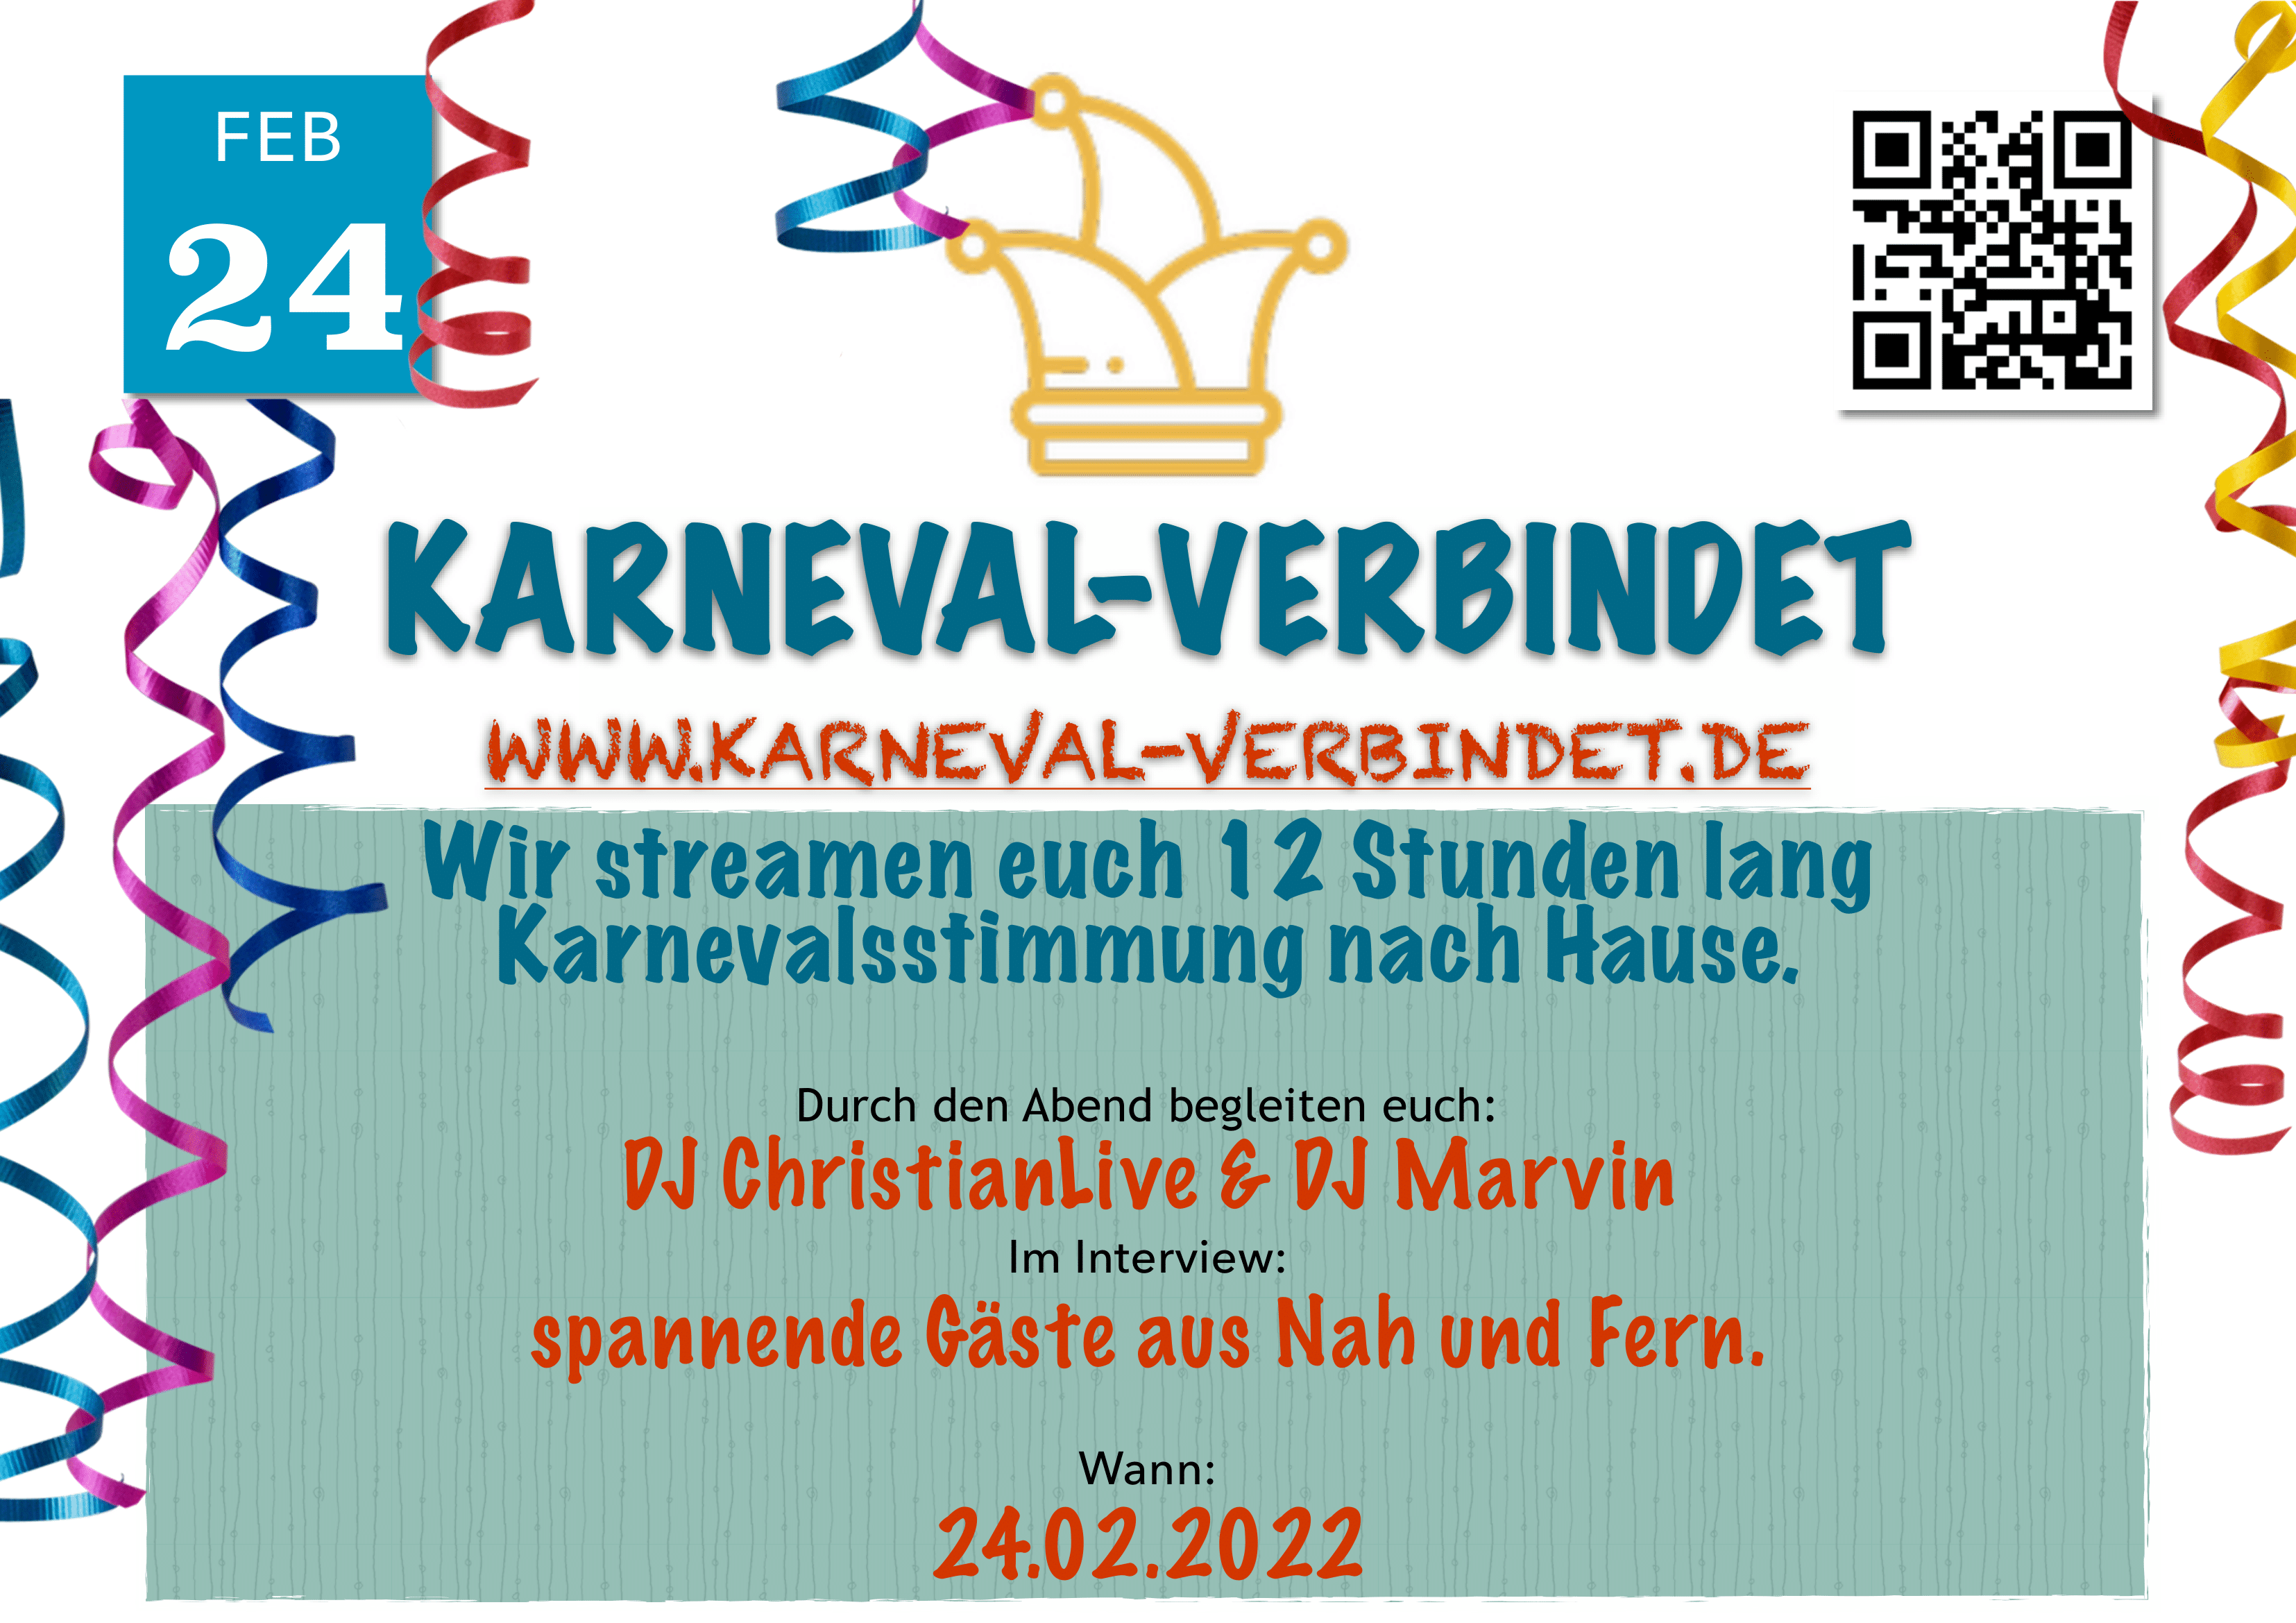 FEB
24
KARNEVAL-VERBINDET
WWW.KARNEVAL-VERBINDET.DE
Wir streamen euch 12 Stunden lang
Karnevalsstimmung nach Hause.
Durch den Abend begleiten euch:
DJ ChristianLive & DJ Marvin
Im Interview:
spannende Gäste aus Nah und Fern.
Wann:
24.02.2022